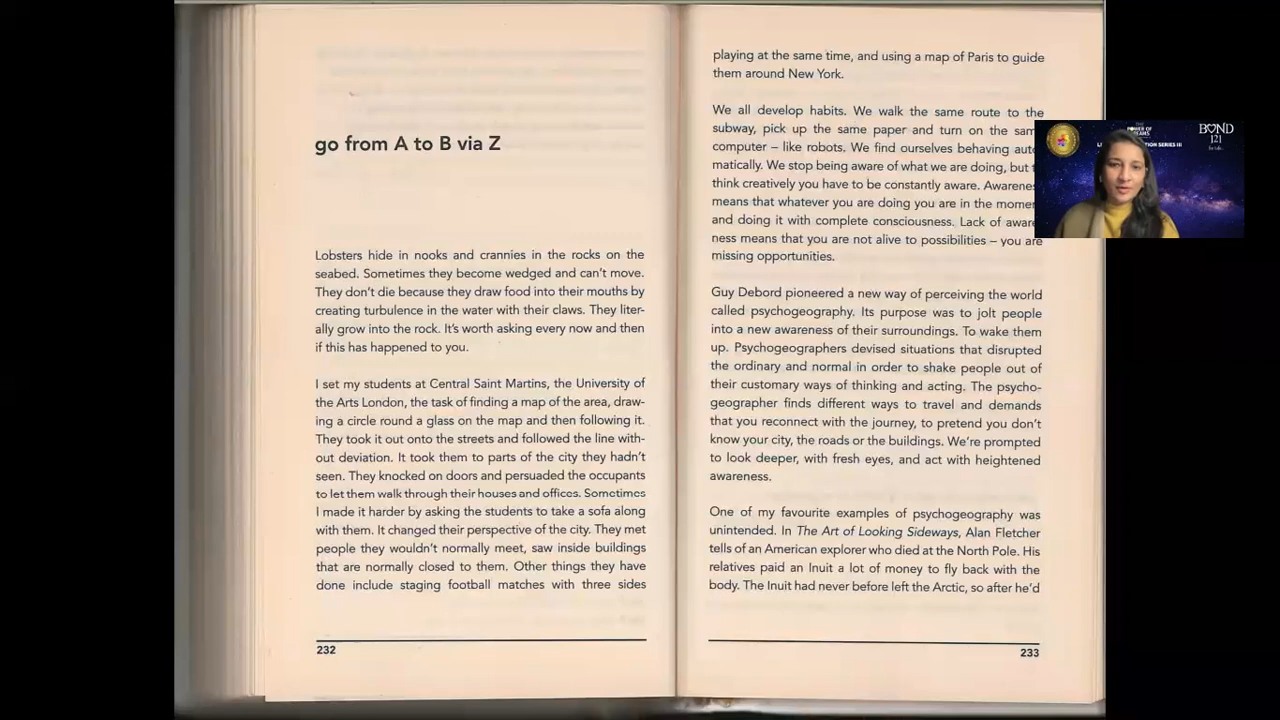 go from A to B via Z
Lobsters hide in nooks and crannies in the rocks on the
seabed. Sometimes they become wedged and can't move.
They don't die because they draw food into their mouths by
creating turbulence in the water with their claws. They liter-
ally grow into the rock. It's worth asking every now and then
if this has happened to you.
I set my students at Central Saint Martins, the University of
the Arts London, the task of finding a map of the area, draw-
ing a circle round a glass on the map and then following it.
They took it out onto the streets and followed the line with-
out deviation. It took them to parts of the city they hadn't
seen. They knocked on doors and persuaded the occupants
to let them walk through their houses and offices. Sometimes
I made it harder by asking the students to take a sofa along
with them. It changed their perspective of the city. They met
people they wouldn't normally meet, saw inside buildings
that are normally closed to them. Other things they have
done include staging football matches with three sides
232
playing at the same time, and using a map of Paris to guide
them around New York.
We all develop habits. We walk the same route to the
subway, pick up the same paper and turn on the sam
computer – like robots. We find ourselves behaving auto
matically. We stop being aware of what we are doing, but
think creatively you have to be constantly aware. Awarenes
means that whatever you are doing you are in the momen
and doing it with complete consciousness. Lack of aware
ness means that you are not alive to possibilities – you are
missing opportunities.
Guy Debord pioneered a new way of perceiving the world
called psychogeography. Its purpose was to jolt people
into a new awareness of their surroundings. To wake them
up. Psychogeographers devised situations that disrupted
the ordinary and normal in order to shake people out of
their customary ways of thinking and acting. The psycho-
geographer finds different ways to travel and demands
that you reconnect with the journey, to pretend you don't
know your city, the roads or the buildings. We're prompted
to look deeper, with fresh eyes, and act with heightened
awareness.
One of my favourite examples of psychogeography was
unintended. In The Art of Looking Sideways, Alan Fletcher
tells of an American explorer who died at the North Pole. His
relatives paid an Inuit a lot of money to fly back with the
body. The Inuit had never before left the Arctic, so after he'd
233
POWER OF
SERIES III
BOND
121